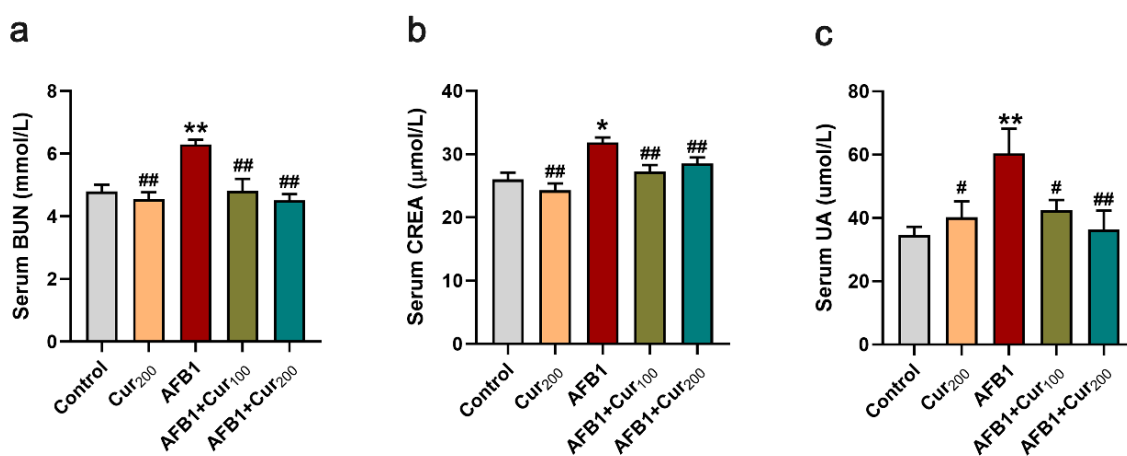 a
b
c
Serum BUN (mmol/L)
8
6
4
2
0
##
**
##
##
Control
Cur₂₀₀
AFB1
AFB1+Cur₁₀₀
AFB1+Cur₂₀₀
Serum CREA (μmol/L)
40
30
20
10
0
##
*
##
##
Control
Cur₂₀₀
AFB1
AFB1+Cur₁₀₀
AFB1+Cur₂₀₀
Serum UA (umol/L)
80
60
40
20
0
#
**
#
##
Control
Cur₂₀₀
AFB1
AFB1+Cur₁₀₀
AFB1+Cur₂₀₀